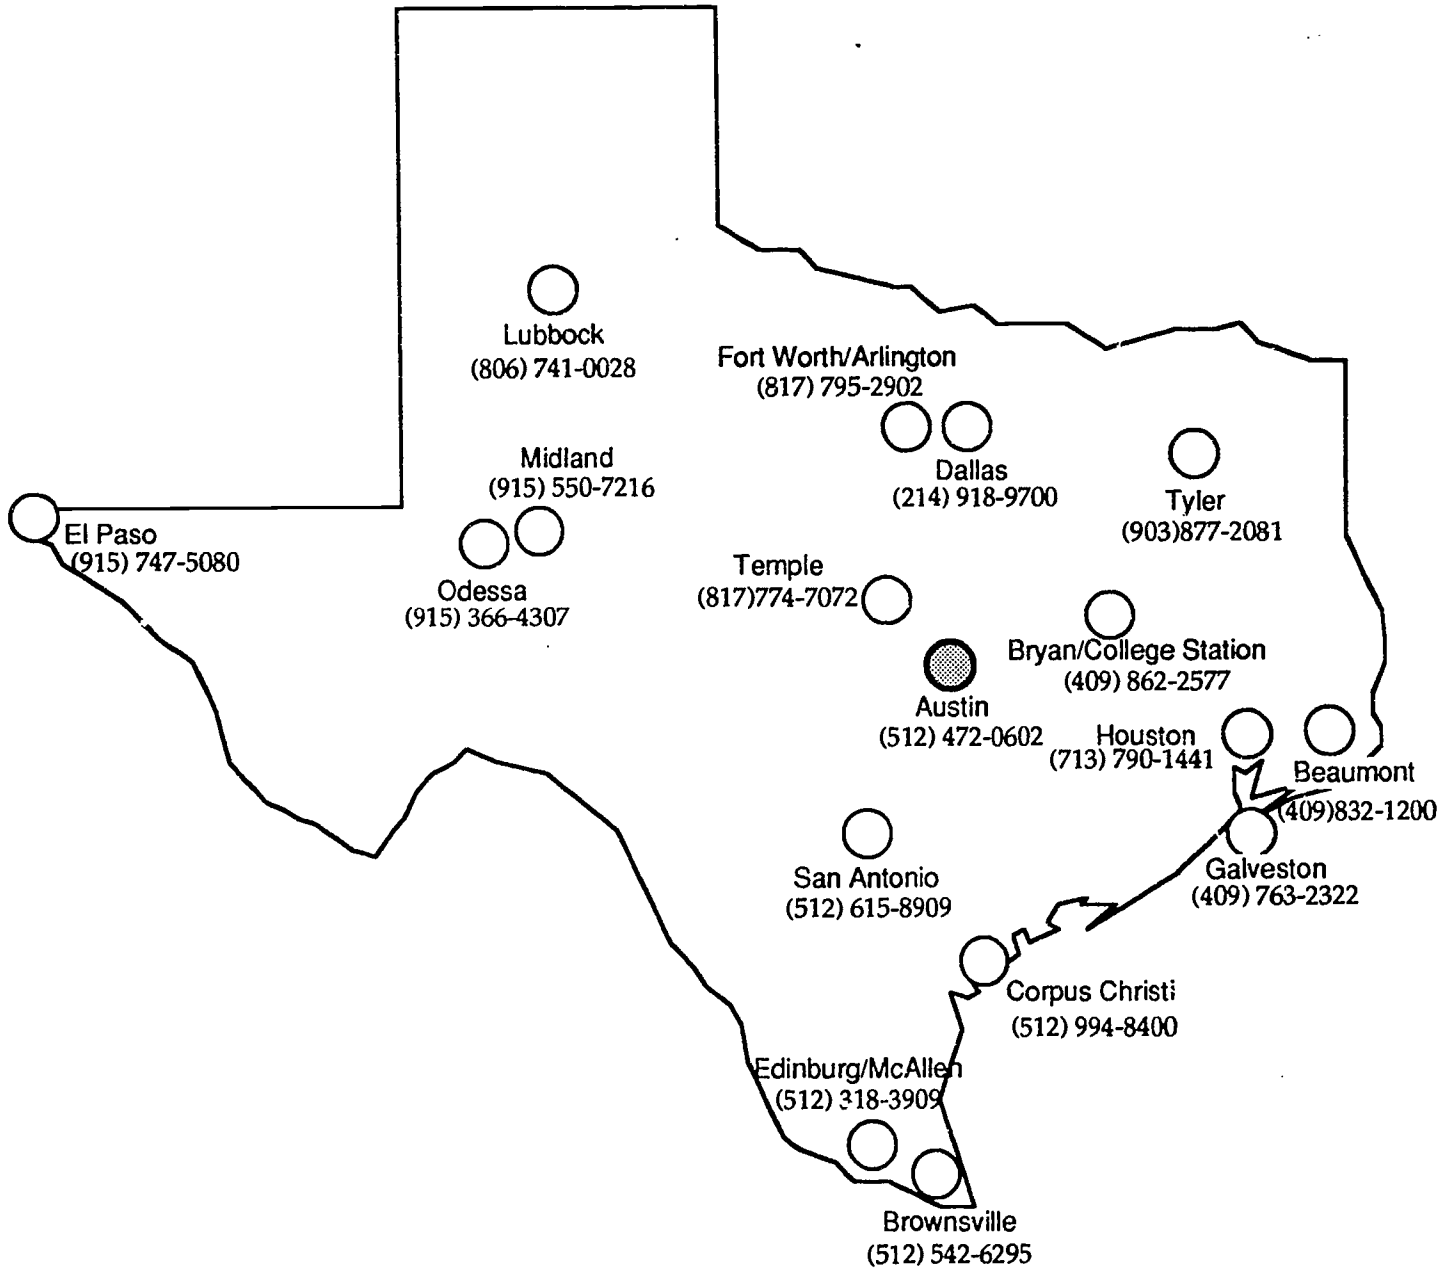 Lubbock
(806) 741-0028
Fort Worth/Arlington
(817) 795-2902
Midland
(915) 550-7216
Dallas
(214) 918-9700
Tyler
(903)877-2081
El Paso
(915) 747-5080
Odessa
(915) 366-4307
Temple
(817)774-7072
Bryan/College Station
(409) 862-2577
Austin
(512) 472-0602
Houston
(713) 790-1441
Beaumont
(409)832-1200
San Antonio
(512) 615-8909
Galveston
(409) 763-2322
Corpus Christi
(512) 994-8400
Edinburg/McAllen
(512) 318-3909
Brownsville
(512) 542-6295